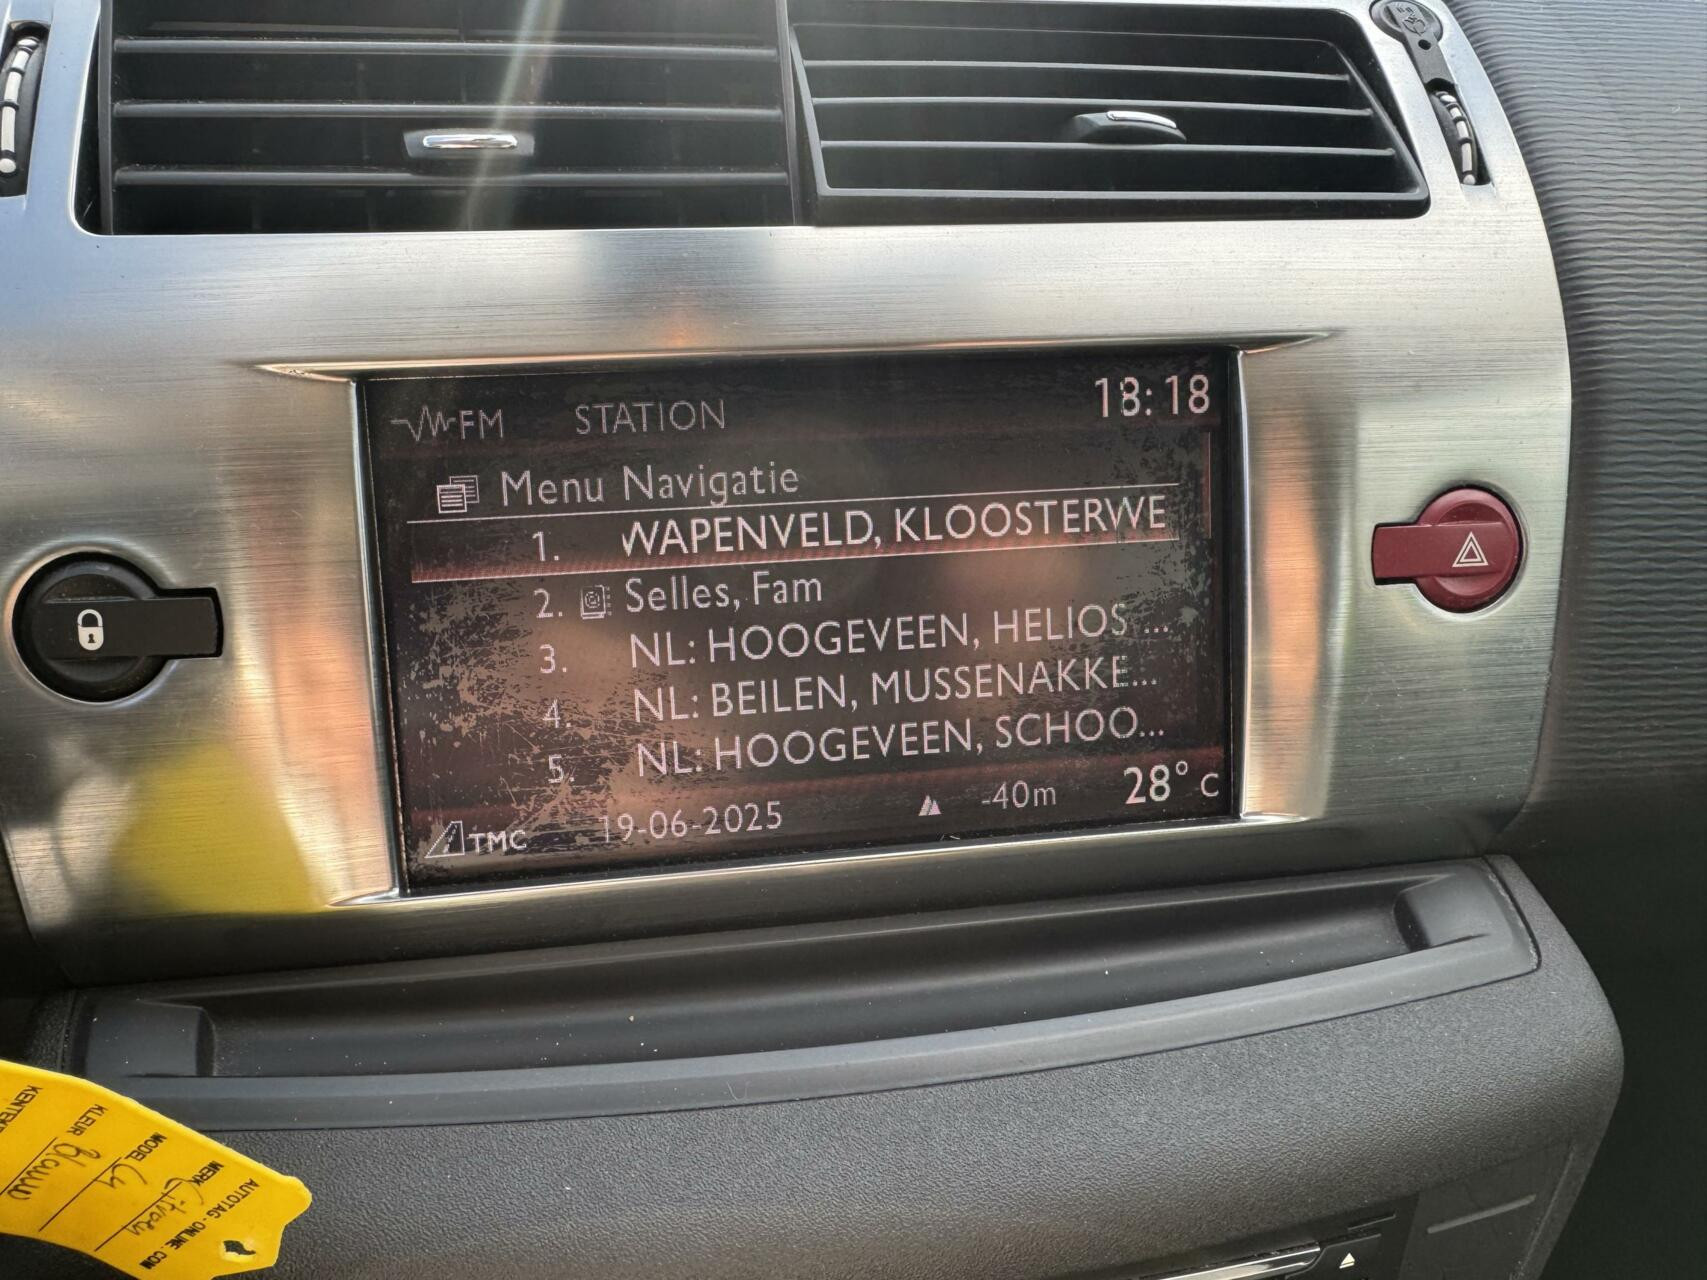 FM STATION 18:18
Menu Navigatie
1. WAPENVELD, KLOOSTERWE
2. Selles, Fam
3. NL: HOOGEVEEN, HELIOS ...
4. NL: BEILEN, MUSSENAKKE...
5. NL: HOOGEVEEN, SCHOO...
TMC 19-06-2025 -40m 28° C
AUTOTAG-ONLINE.COM
MERK Citroen
MODEL C4
KLEUR Blauw